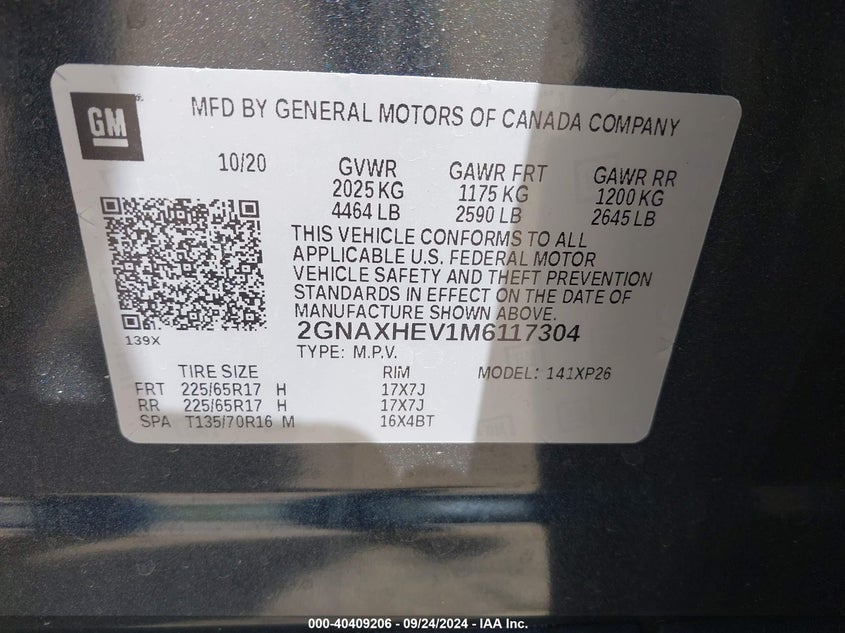 GM
MFD BY GENERAL MOTORS OF CANADA COMPANY
10/20 GVWR GAWR FRT GAWR RR
2025 KG 1175 KG 1200 KG
4464 LB 2590 LB 2645 LB
THIS VEHICLE CONFORMS TO ALL
APPLICABLE U.S. FEDERAL MOTOR
VEHICLE SAFETY AND THEFT PREVENTION
STANDARDS IN EFFECT ON THE DATE OF
MANUFACTURE SHOWN ABOVE.
139X
2GNAXHEV1M6117304
TYPE: M.P.V.
TIRE SIZE RIM MODEL: 141XP26
FRT 225/65R17 H 17X7J
RR 225/65R17 H 17X7J
SPA T135/70R16 M 16X4BT
000-40409206 - 09/24/2024 - IAA Inc.